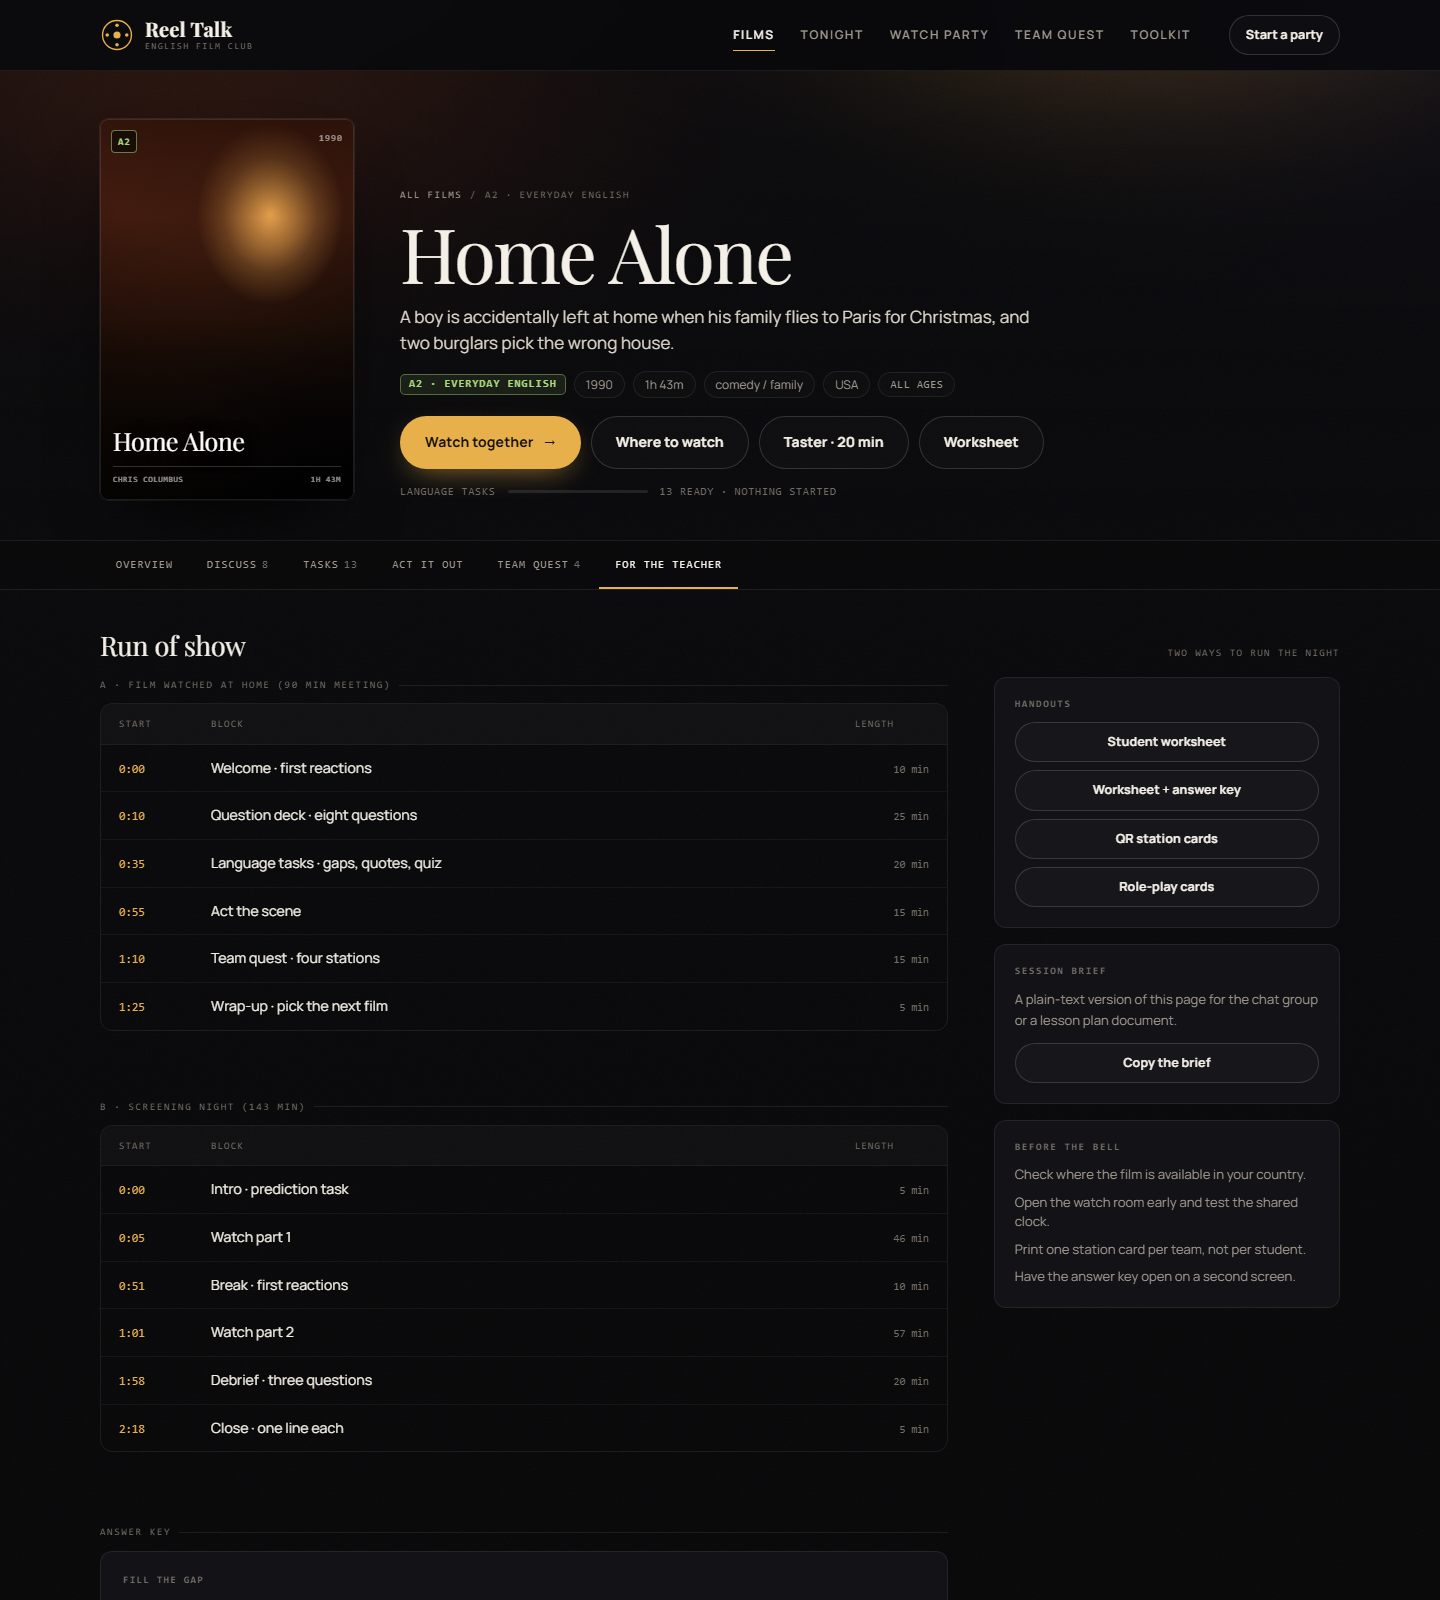 Reel Talk
ENGLISH FILM CLUB
FILMS
TONIGHT
WATCH PARTY
TEAM QUEST
TOOLKIT
Start a party
A2
1990
Home Alone
CHRIS COLUMBUS
1H 43M
ALL FILMS / A2 · EVERYDAY ENGLISH
Home Alone
A boy is accidentally left at home when his family flies to Paris for Christmas, and
two burglars pick the wrong house.
A2 · EVERYDAY ENGLISH
1990
1h 43m
comedy / family
USA
ALL AGES
Watch together →
Where to watch
Taster · 20 min
Worksheet
LANGUAGE TASKS
13 READY · NOTHING STARTED
OVERVIEW
DISCUSS 8
TASKS 13
ACT IT OUT
TEAM QUEST 4
FOR THE TEACHER
Run of show
TWO WAYS TO RUN THE NIGHT
A · FILM WATCHED AT HOME (90 MIN MEETING)
START BLOCK LENGTH
0:00 Welcome · first reactions 10 min
0:10 Question deck · eight questions 25 min
0:35 Language tasks · gaps, quotes, quiz 20 min
0:55 Act the scene 15 min
1:10 Team quest · four stations 15 min
1:25 Wrap-up · pick the next film 5 min
B · SCREENING NIGHT (143 MIN)
START BLOCK LENGTH
0:00 Intro · prediction task 5 min
0:05 Watch part 1 46 min
0:51 Break · first reactions 10 min
1:01 Watch part 2 57 min
1:58 Debrief · three questions 20 min
2:18 Close · one line each 5 min
ANSWER KEY
FILL THE GAP
HANDOUTS
Student worksheet
Worksheet + answer key
QR station cards
Role-play cards
SESSION BRIEF
A plain-text version of this page for the chat group
or a lesson plan document.
Copy the brief
BEFORE THE BELL
Check where the film is available in your country.
Open the watch room early and test the shared
clock.
Print one station card per team, not per student.
Have the answer key open on a second screen.